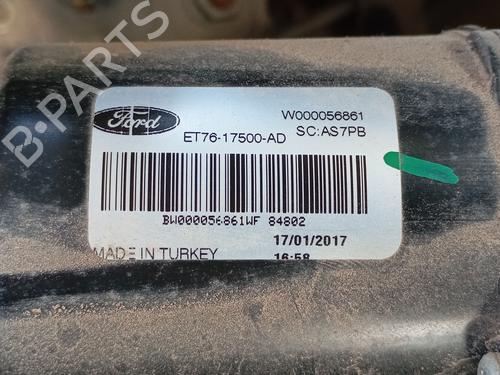 B-PARTS
Ford
W000056861
ET76-17500-AD
SC:AS7PB
BW000056861WF 84802
17/01/2017
MADE IN TURKEY
16:58